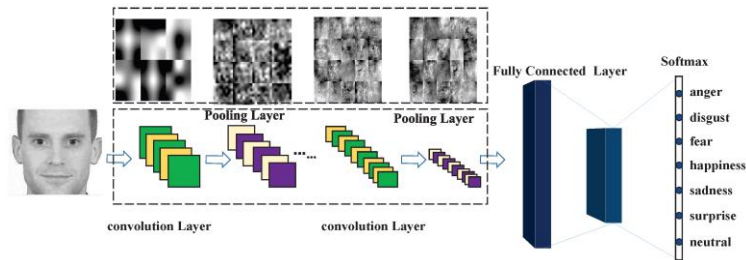 Pooling Layer
Pooling Layer
......
convolution Layer
convolution Layer
Fully Connected Layer
Softmax
anger
disgust
fear
happiness
sadness
surprise
neutral